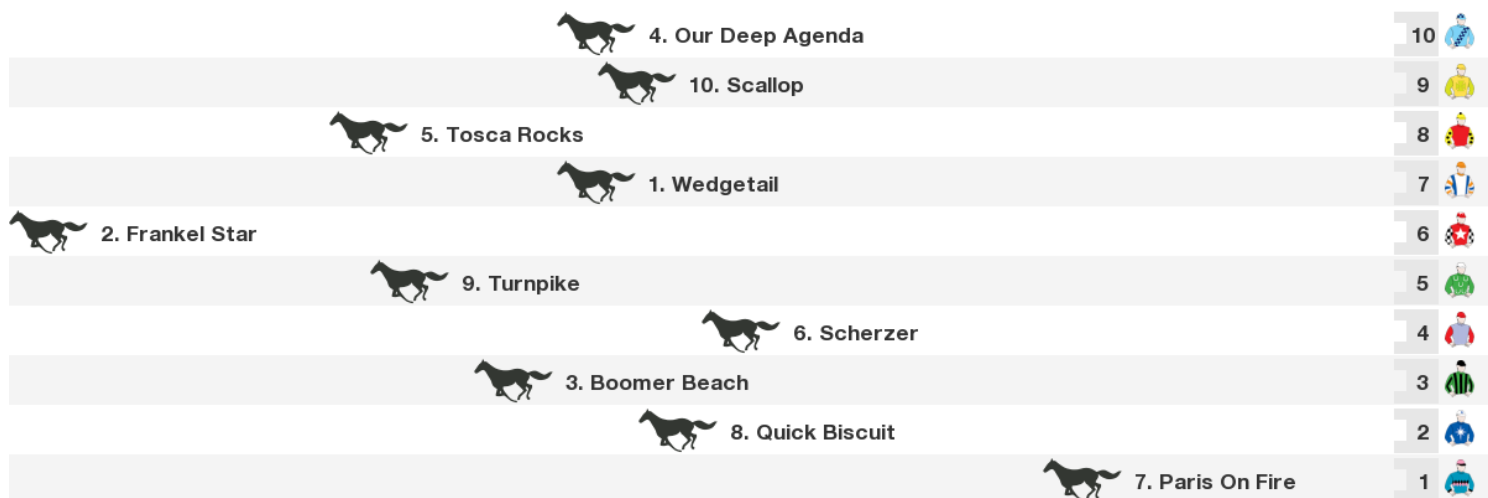 4. Our Deep Agenda 10
10. Scallop 9
5. Tosca Rocks 8
1. Wedgetail 7
2. Frankel Star 6
9. Turnpike 5
6. Scherzer 4
3. Boomer Beach 3
8. Quick Biscuit 2
7. Paris On Fire 1